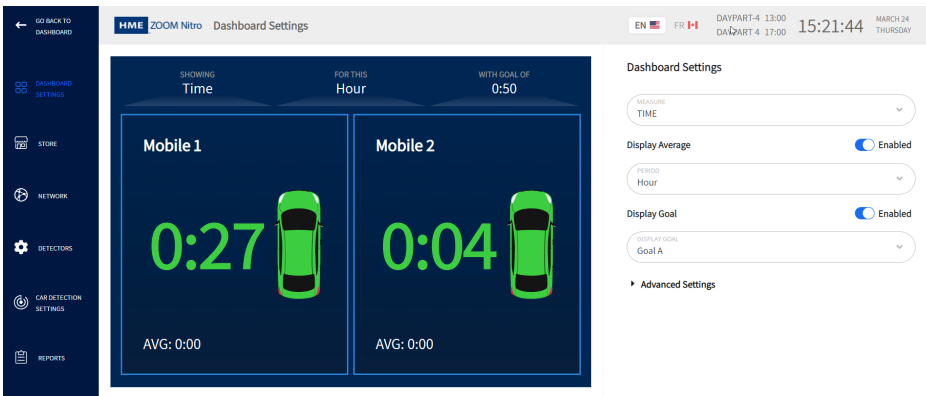 GO BACK TO
DASHBOARD
HME ZOOM Nitro Dashboard Settings
EN FR
DAYPART-4 13:00
DAYPART 4 17:00
15:21:44
MARCH 24
THURSDAY
DASHBOARD
SETTINGS
STORE
NETWORK
DETECTORS
CAR DETECTION
SETTINGS
REPORTS
SHOWING
Time
FOR THIS
Hour
WITH GOAL OF
0:50
Mobile 1
0:27
AVG: 0:00
Mobile 2
0:04
AVG: 0:00
Dashboard Settings
MEASURE
TIME
Display Average Enabled
PERIOD
Hour
Display Goal Enabled
DISPLAY GOAL
Goal A
Advanced Settings